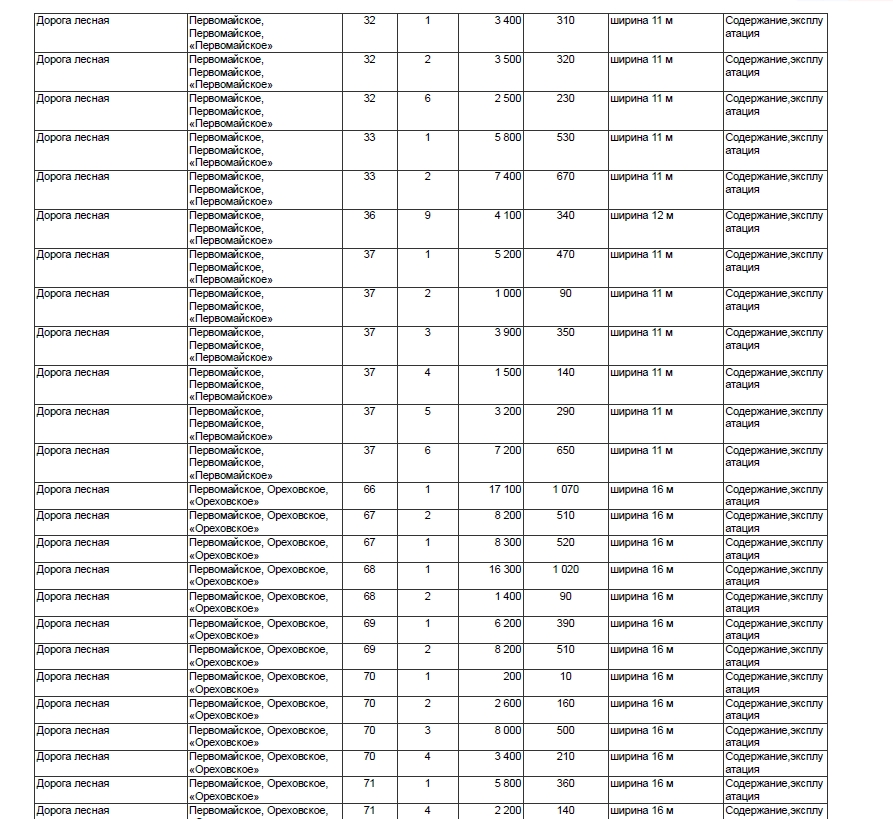 Дорога лесная Первомайское, 32 1 3 400 310 ширина 11 м Содержание,эксплу
Первомайское, атация
«Первомайское»
Дорога лесная Первомайское, 32 2 3 500 320 ширина 11 м Содержание,эксплу
Первомайское, атация
«Первомайское»
Дорога лесная Первомайское, 32 6 2 500 230 ширина 11 м Содержание,эксплу
Первомайское, атация
«Первомайское»
Дорога лесная Первомайское, 33 1 5 800 530 ширина 11 м Содержание,эксплу
Первомайское, атация
«Первомайское»
Дорога лесная Первомайское, 33 2 7 400 670 ширина 11 м Содержание,эксплу
Первомайское, атация
«Первомайское»
Дорога лесная Первомайское, 36 9 4 100 340 ширина 12 м Содержание,эксплу
Первомайское, атация
«Первомайское»
Дорога лесная Первомайское, 37 1 5 200 470 ширина 11 м Содержание,эксплу
Первомайское, атация
«Первомайское»
Дорога лесная Первомайское, 37 2 1 000 90 ширина 11 м Содержание,эксплу
Первомайское, атация
«Первомайское»
Дорога лесная Первомайское, 37 3 3 900 350 ширина 11 м Содержание,эксплу
Первомайское, атация
«Первомайское»
Дорога лесная Первомайское, 37 4 1 500 140 ширина 11 м Содержание,эксплу
Первомайское, атация
«Первомайское»
Дорога лесная Первомайское, 37 5 3 200 290 ширина 11 м Содержание,эксплу
Первомайское, атация
«Первомайское»
Дорога лесная Первомайское, 37 6 7 200 650 ширина 11 м Содержание,эксплу
Первомайское, атация
«Первомайское»
Дорога лесная Первомайское, Ореховское, 66 1 17 100 1 070 ширина 16 м Содержание,эксплу
«Ореховское» атация
Дорога лесная Первомайское, Ореховское, 67 2 8 200 510 ширина 16 м Содержание,эксплу
«Ореховское» атация
Дорога лесная Первомайское, Ореховское, 67 1 8 300 520 ширина 16 м Содержание,эксплу
«Ореховское» атация
Дорога лесная Первомайское, Ореховское, 68 1 16 300 1 020 ширина 16 м Содержание,эксплу
«Ореховское» атация
Дорога лесная Первомайское, Ореховское, 68 2 1 400 90 ширина 16 м Содержание,эксплу
«Ореховское» атация
Дорога лесная Первомайское, Ореховское, 69 1 6 200 390 ширина 16 м Содержание,эксплу
«Ореховское» атация
Дорога лесная Первомайское, Ореховское, 69 2 8 200 510 ширина 16 м Содержание,эксплу
«Ореховское» атация
Дорога лесная Первомайское, Ореховское, 70 1 200 10 ширина 16 м Содержание,эксплу
«Ореховское» атация
Дорога лесная Первомайское, Ореховское, 70 2 2 600 160 ширина 16 м Содержание,эксплу
«Ореховское» атация
Дорога лесная Первомайское, Ореховское, 70 3 8 000 500 ширина 16 м Содержание,эксплу
«Ореховское» атация
Дорога лесная Первомайское, Ореховское, 70 4 3 400 210 ширина 16 м Содержание,эксплу
«Ореховское» атация
Дорога лесная Первомайское, Ореховское, 71 1 5 800 360 ширина 16 м Содержание,эксплу
«Ореховское» атация
Дорога лесная Первомайское, Ореховское, 71 4 2 200 140 ширина 16 м Содержание,эксплу